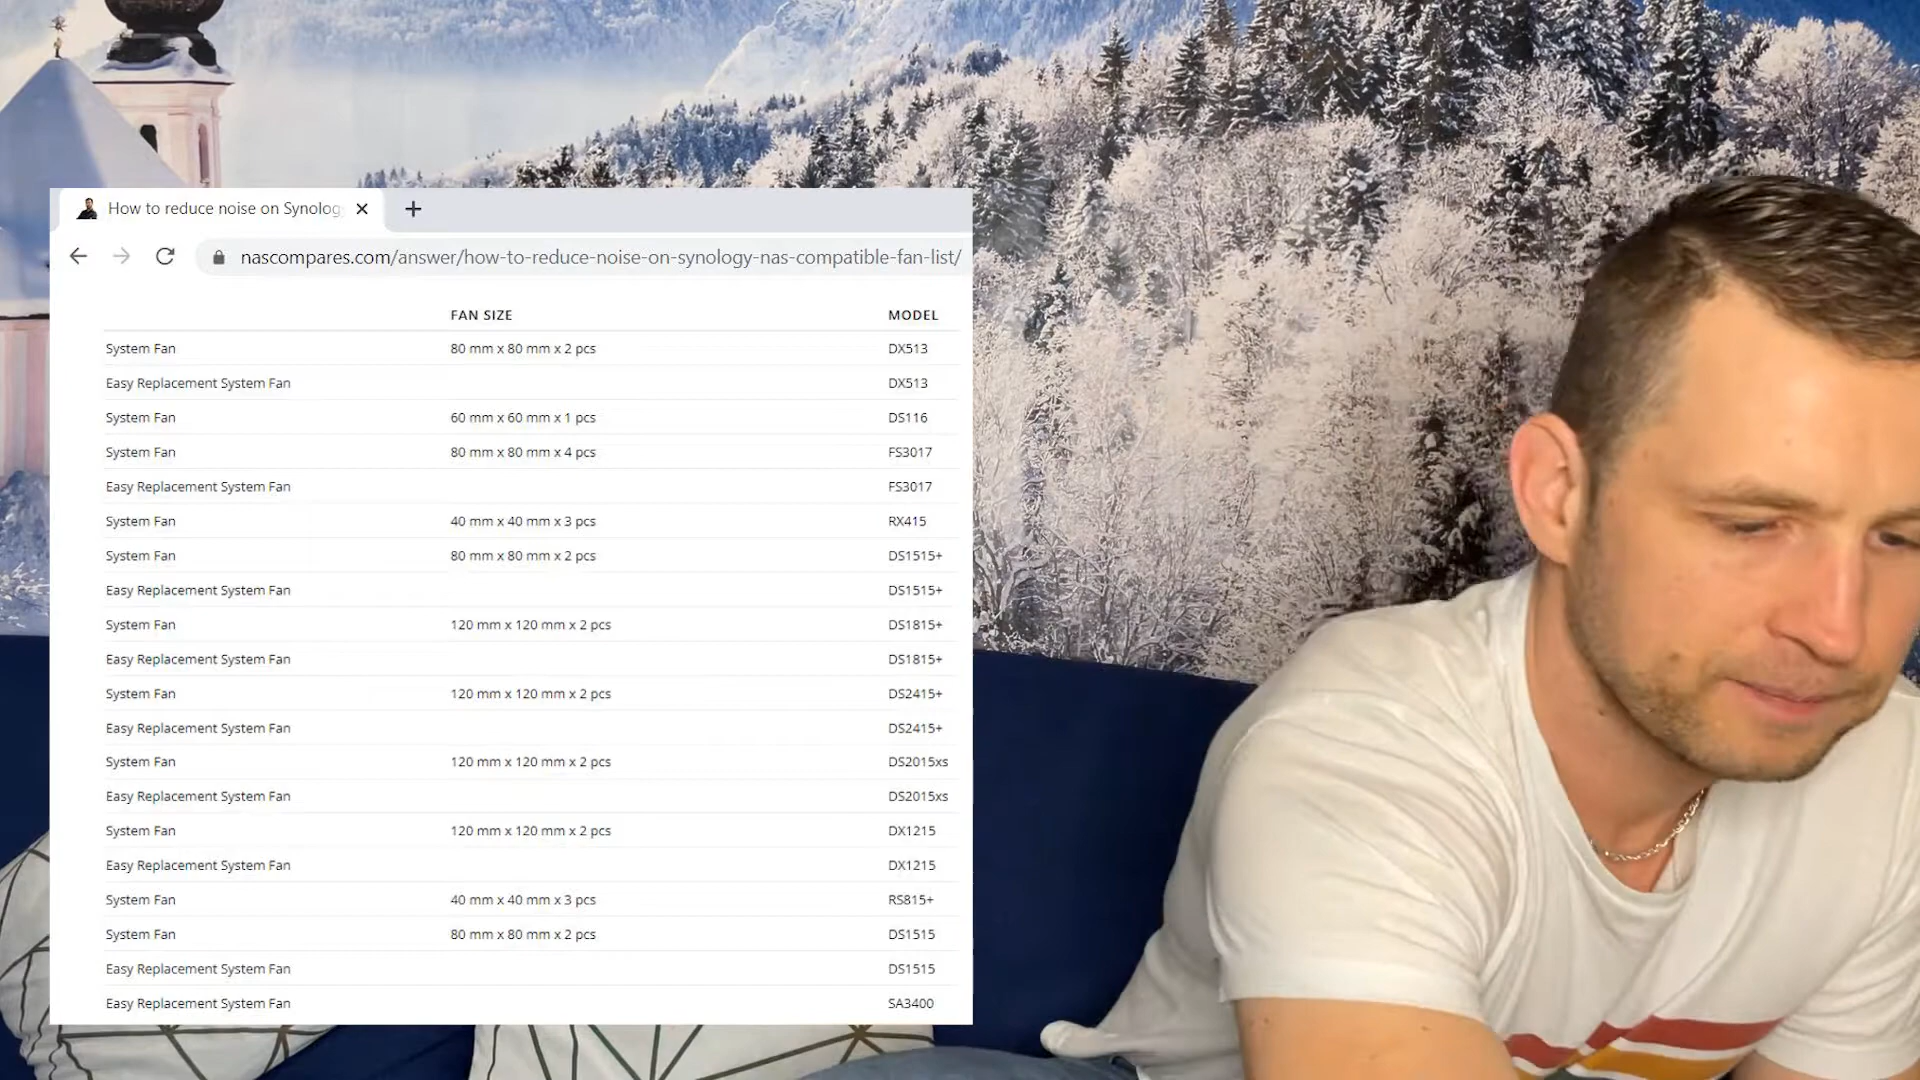 How to reduce noise on Synolog
nascompares.com/answer/how-to-reduce-noise-on-synology-nas-compatible-fan-list/
FAN SIZE MODEL
System Fan 80 mm x 80 mm x 2 pcs DX513
Easy Replacement System Fan DX513
System Fan 60 mm x 60 mm x 1 pcs DS116
System Fan 80 mm x 80 mm x 4 pcs FS3017
Easy Replacement System Fan FS3017
System Fan 40 mm x 40 mm x 3 pcs RX415
System Fan 80 mm x 80 mm x 2 pcs DS1515+
Easy Replacement System Fan DS1515+
System Fan 120 mm x 120 mm x 2 pcs DS1815+
Easy Replacement System Fan DS1815+
System Fan 120 mm x 120 mm x 2 pcs DS2415+
Easy Replacement System Fan DS2415+
System Fan 120 mm x 120 mm x 2 pcs DS2015xs
Easy Replacement System Fan DS2015xs
System Fan 120 mm x 120 mm x 2 pcs DX1215
Easy Replacement System Fan DX1215
System Fan 40 mm x 40 mm x 3 pcs RS815+
System Fan 80 mm x 80 mm x 2 pcs DS1515
Easy Replacement System Fan DS1515
Easy Replacement System Fan SA3400